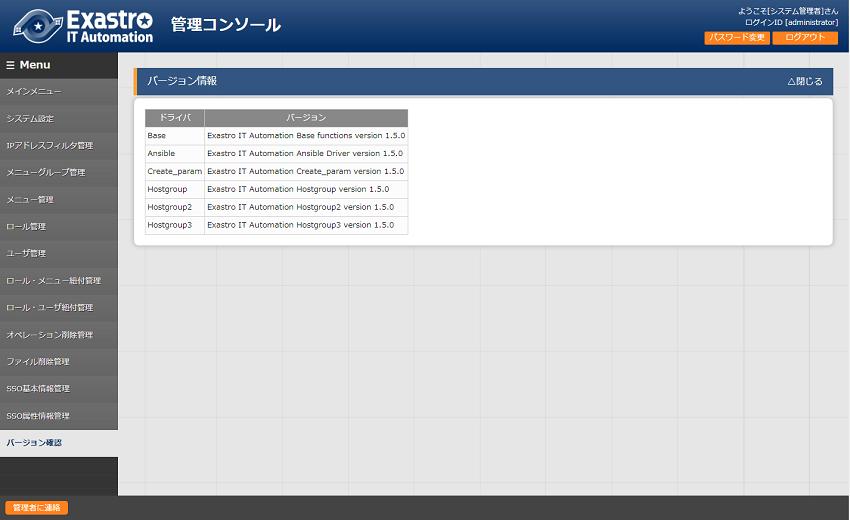 Exastro
IT Automation
管理コンソール
ようこそ[システム管理者]さん
ログインID [administrator]
パスワード変更
ログアウト
☰ Menu
メインメニュー
システム設定
IPアドレスフィルタ管理
メニューグループ管理
メニュー管理
ロール管理
ユーザ管理
ロール・メニュー紐付管理
ロール・ユーザ紐付管理
オペレーション削除管理
ファイル削除管理
SSO基本情報管理
SSO属性情報管理
バージョン確認
バージョン情報
△閉じる
ドライバ バージョン
Base Exastro IT Automation Base functions version 1.5.0
Ansible Exastro IT Automation Ansible Driver version 1.5.0
Create_param Exastro IT Automation Create_param version 1.5.0
Hostgroup Exastro IT Automation Hostgroup version 1.5.0
Hostgroup2 Exastro IT Automation Hostgroup2 version 1.5.0
Hostgroup3 Exastro IT Automation Hostgroup3 version 1.5.0
管理者に連絡